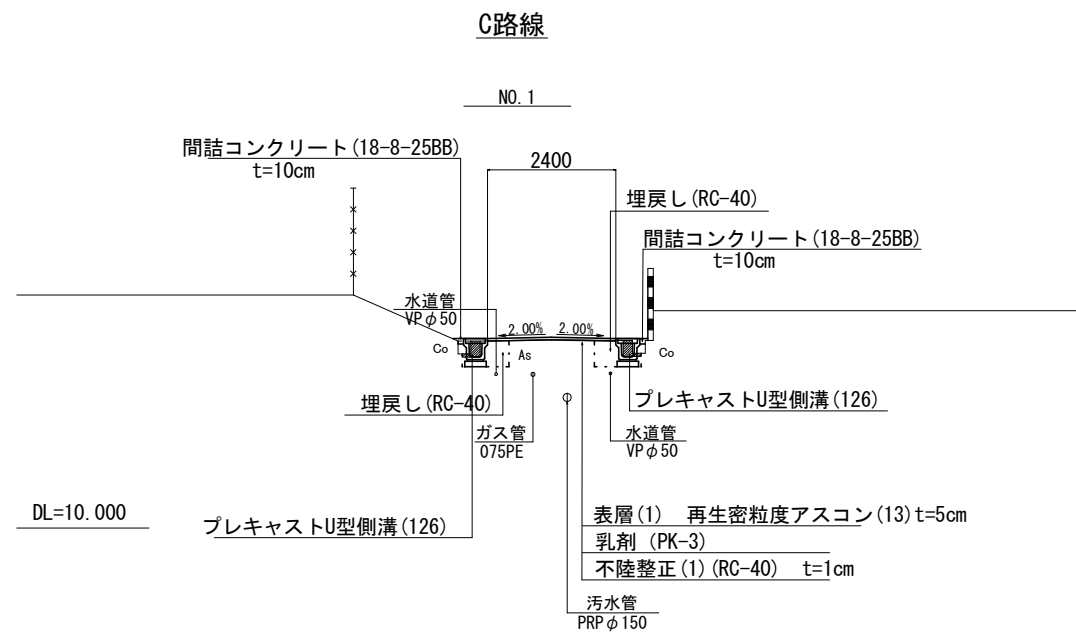 C路線
NO.1
間詰コンクリート(18-8-25BB)
t=10cm
2400
埋戻し(RC-40)
間詰コンクリート(18-8-25BB)
t=10cm
水道管
VPφ50
2.00%
2.00%
Co
As
Co
埋戻し(RC-40)
プレキャストU型側溝(126)
ガス管
075PE
水道管
VPφ50
DL=10.000
プレキャストU型側溝(126)
表層(1) 再生密粒度アスコン(13)t=5cm
乳剤 (PK-3)
不陸整正(1)(RC-40) t=1cm
汚水管
PRPφ150